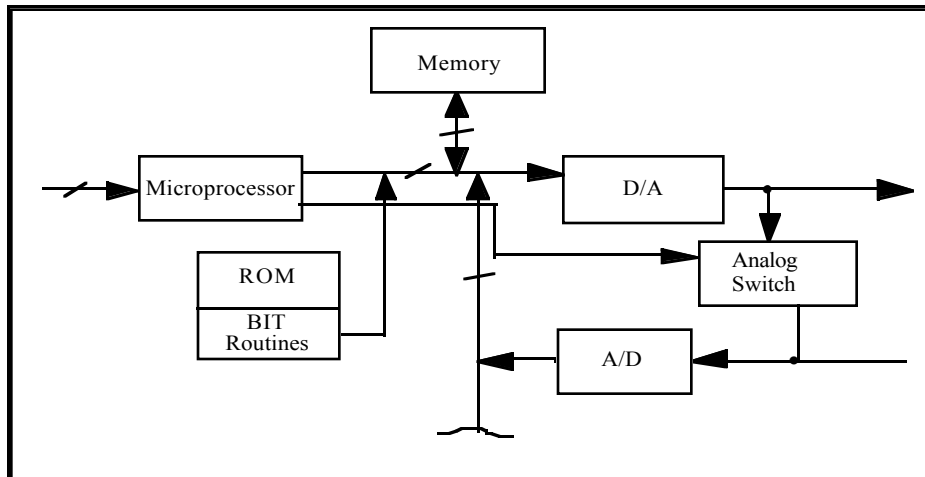 Memory
Microprocessor
D/A
ROM
BIT
Routines
Analog
Switch
A/D